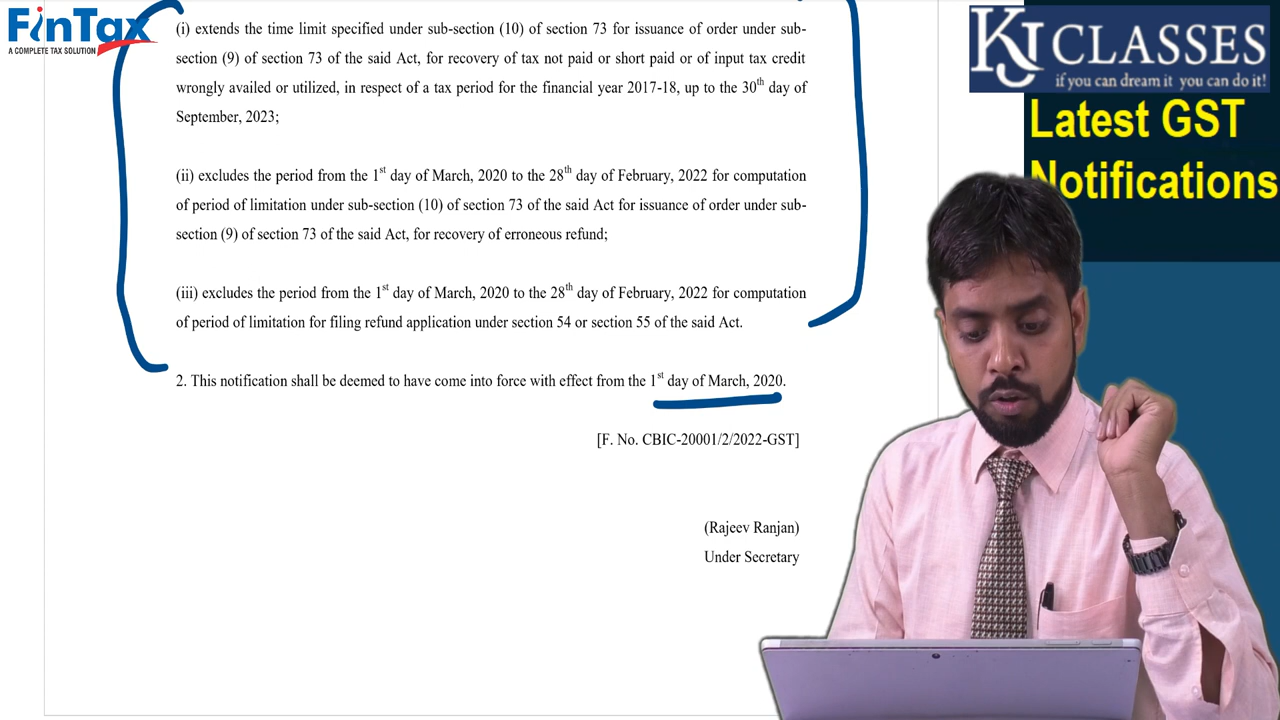 FinTax
A COMPLETE TAX SOLUTION
(i) extends the time limit specified under sub-section (10) of section 73 for issuance of order under sub-
section (9) of section 73 of the said Act, for recovery of tax not paid or short paid or of input tax credit
wrongly availed or utilized, in respect of a tax period for the financial year 2017-18, up to the 30th day of
September, 2023;
(ii) excludes the period from the 1st day of March, 2020 to the 28th day of February, 2022 for computation
of period of limitation under sub-section (10) of section 73 of the said Act for issuance of order under sub-
section (9) of section 73 of the said Act, for recovery of erroneous refund;
(iii) excludes the period from the 1st day of March, 2020 to the 28th day of February, 2022 for computation
of period of limitation for filing refund application under section 54 or section 55 of the said Act.
2. This notification shall be deemed to have come into force with effect from the 1st day of March, 2020.
[F. No. CBIC-20001/2/2022-GST]
(Rajeev Ranjan)
Under Secretary
KJ CLASSES
if you can dream it you can do it!
Latest GST
Notifications